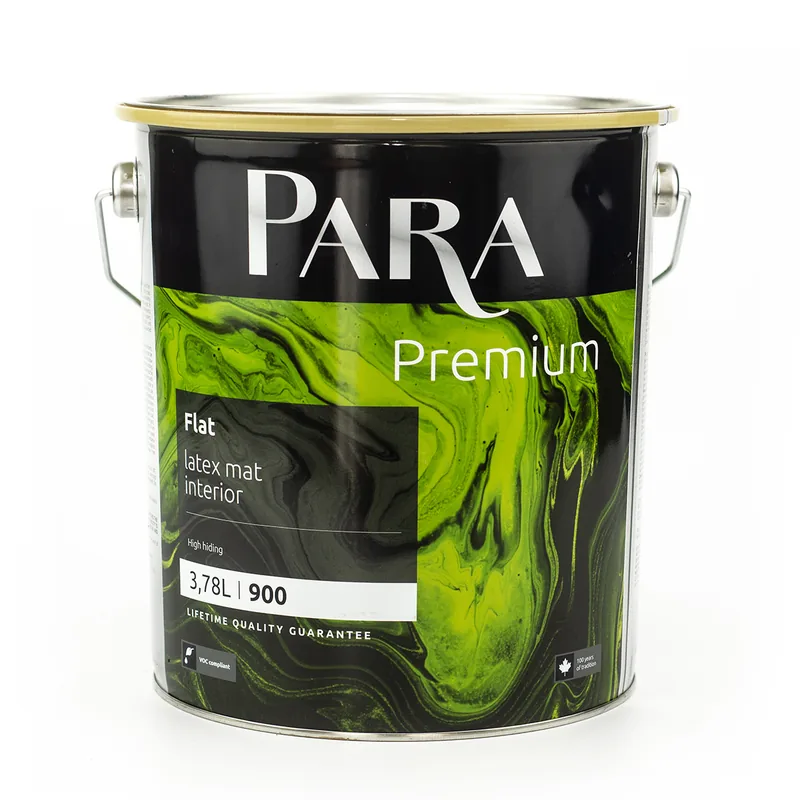 PARA
Premium
Flat
latex mat
interior
High hiding
3,78L | 900
LIFETIME QUALITY GUARANTEE
VOC compliant
100 years
of tradition